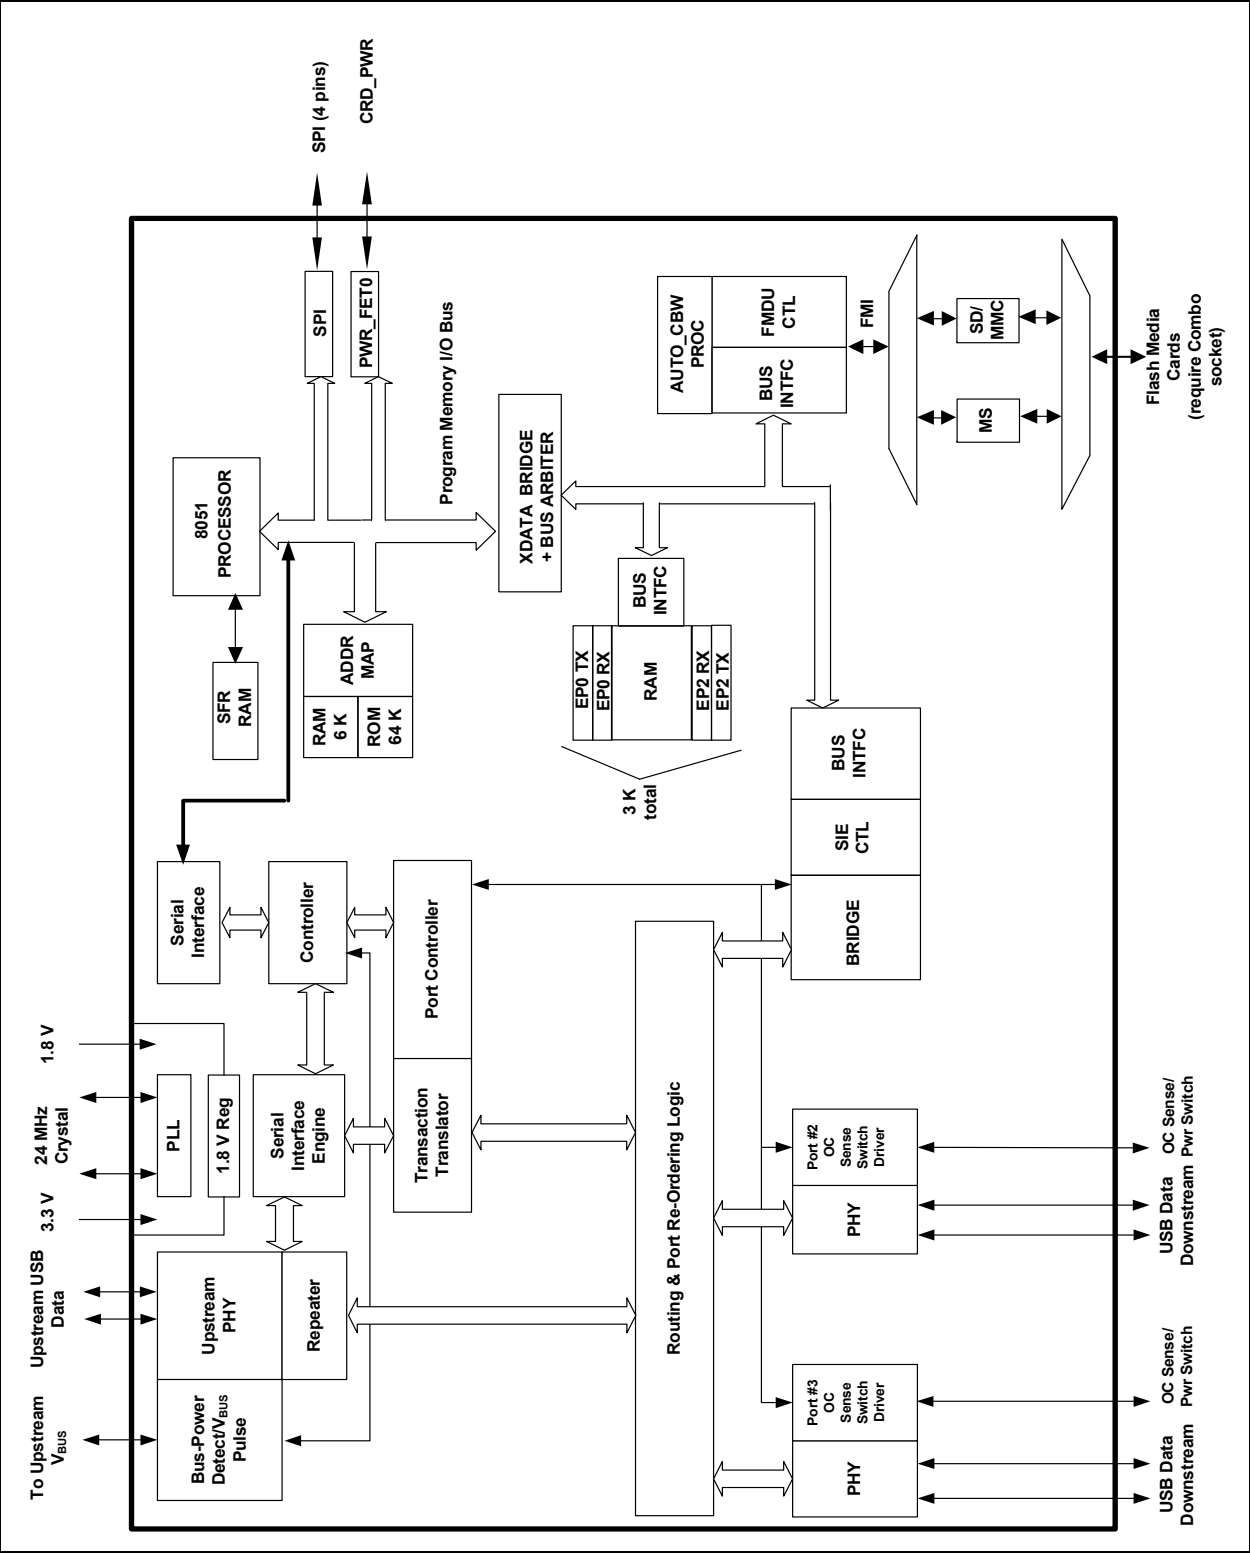 To Upstream
VBUS
Upstream USB
Data
3.3 V
24 MHz
Crystal
1.8 V
Bus-Power
Detect/VBUS
Pulse
Upstream
PHY
Repeater
PLL
1.8 V Reg
Serial
Interface
Engine
Serial
Interface
Controller
Transaction
Translator
Port Controller
SFR
RAM
8051
PROCESSOR
SPI
SPI (4 pins)
PWR_FET0
CRD_PWR
RAM
6 K
ROM
64 K
ADDR
MAP
Program Memory I/O Bus
XDATA BRIDGE
+ BUS ARBITER
3 K
total
EP0 TX
EP0 RX
RAM
EP2 RX
EP2 TX
BUS
INTFC
AUTO_CBW
PROC
BUS
INTFC
FMDU
CTL
FMI
Routing & Port Re-Ordering Logic
BRIDGE
SIE
CTL
BUS
INTFC
MS
SD/
MMC
PHY
Port #3
OC
Sense
Switch
Driver
PHY
Port #2
OC
Sense
Switch
Driver
USB Data
Downstream
OC Sense/
Pwr Switch
USB Data
Downstream
OC Sense/
Pwr Switch
Flash Media
Cards
(require Combo
socket)